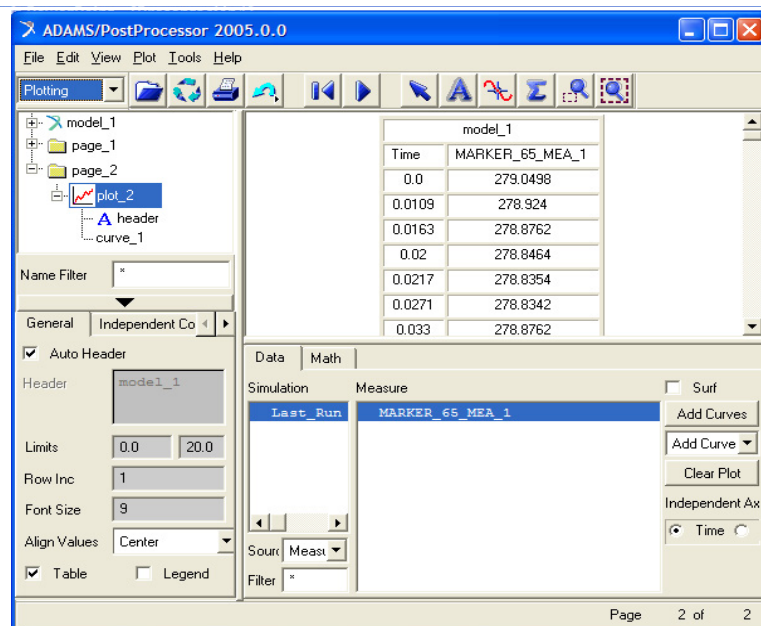 ADAMS/PostProcessor 2005.0.0
File Edit View Plot Tools Help
Plotting
model_1
page_1
page_2
plot_2
A header
curve_1
Name Filter *
General Independent Co
Auto Header
Header model_1
Limits 0.0 20.0
Row Inc 1
Font Size 9
Align Values Center
Table Legend
model_1
Time MARKER_65_MEA_1
0.0 279.0498
0.0109 278.924
0.0163 278.8762
0.02 278.8464
0.0217 278.8354
0.0271 278.8342
0.033 278.8762
Data Math
Simulation Measure Surf
Last_Run MARKER_65_MEA_1 Add Curves
Add Curve
Clear Plot
Independent Ax
Time
Sourc Measu
Filter *
Page 2 of 2